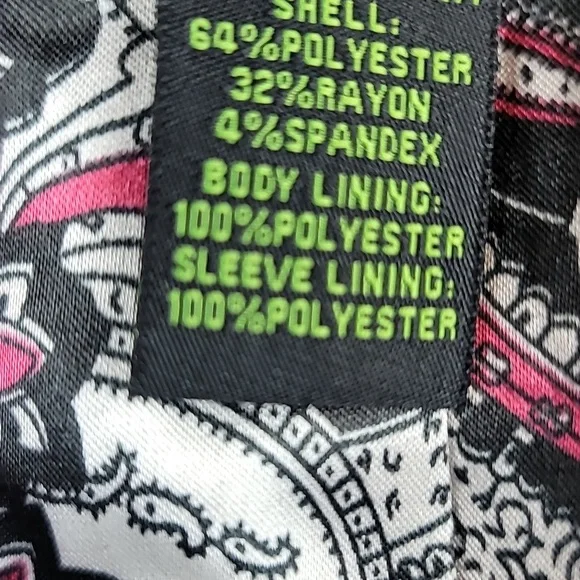 SHELL:
64%POLYESTER
32%RAYON
4%SPANDEX
BODY LINING:
100%POLYESTER
SLEEVE LINING:
100%POLYESTER